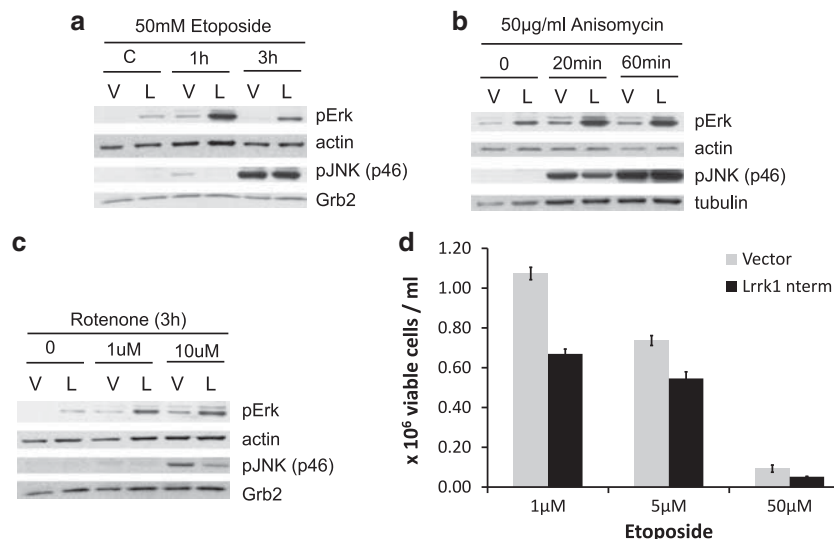 a
50mM Etoposide
C 1h 3h
V L V L V L
pErk
actin
pJNK (p46)
Grb2
b
50µg/ml Anisomycin
0 20min 60min
V L V L V L
pErk
actin
pJNK (p46)
tubulin
c
Rotenone (3h)
0 1uM 10uM
V L V L V L
pErk
actin
pJNK (p46)
Grb2
d
x 10⁶ viable cells / ml
1.20
1.00
0.80
0.60
0.40
0.20
0.00
Vector
Lrrk1 nterm
1µM 5µM 50µM
Etoposide